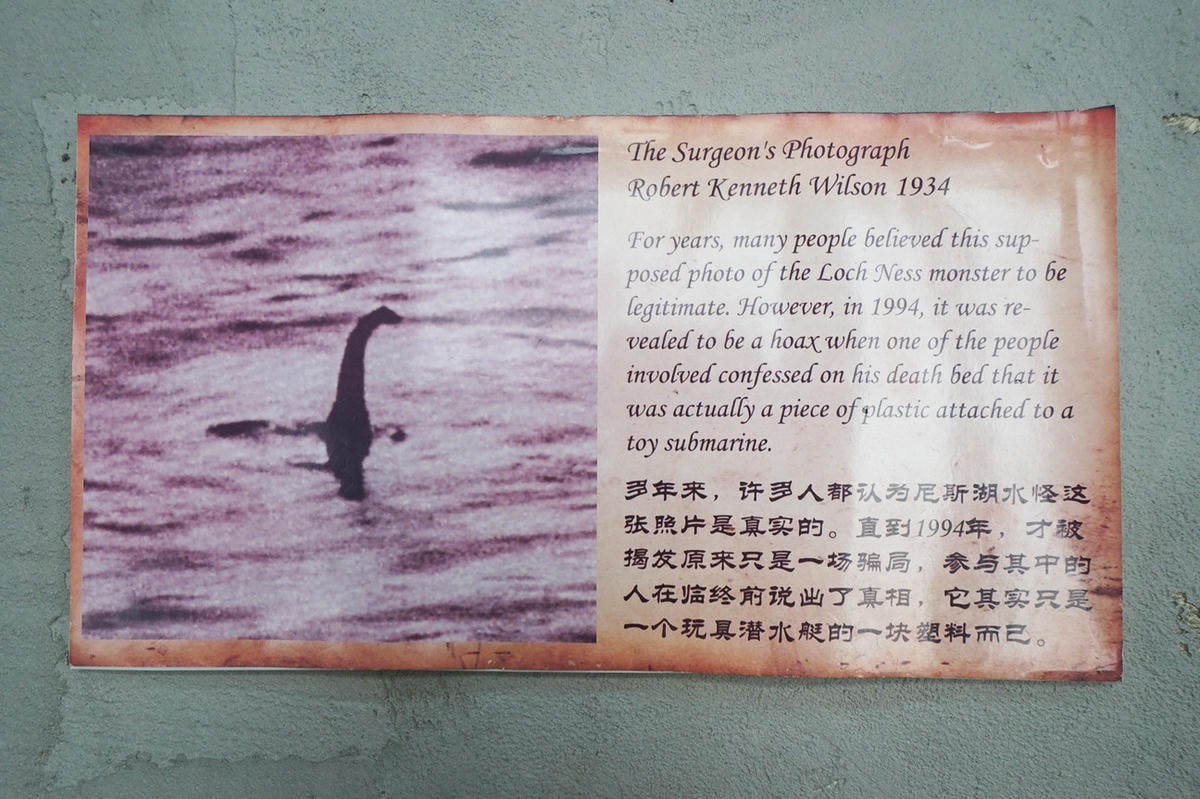 The Surgeon's Photograph
Robert Kenneth Wilson 1934
For years, many people believed this sup-
posed photo of the Loch Ness monster to be
legitimate. However, in 1994, it was re-
vealed to be a hoax when one of the people
involved confessed on his death bed that it
was actually a piece of plastic attached to a
toy submarine.
多年来，许多人都认为尼斯湖水怪这
张照片是真实的。直到1994年，才被
揭发原来只是一场骗局，参与其中的
人在临终前说出了真相，它其实只是
一个玩具潜水艇的一块塑料而已。